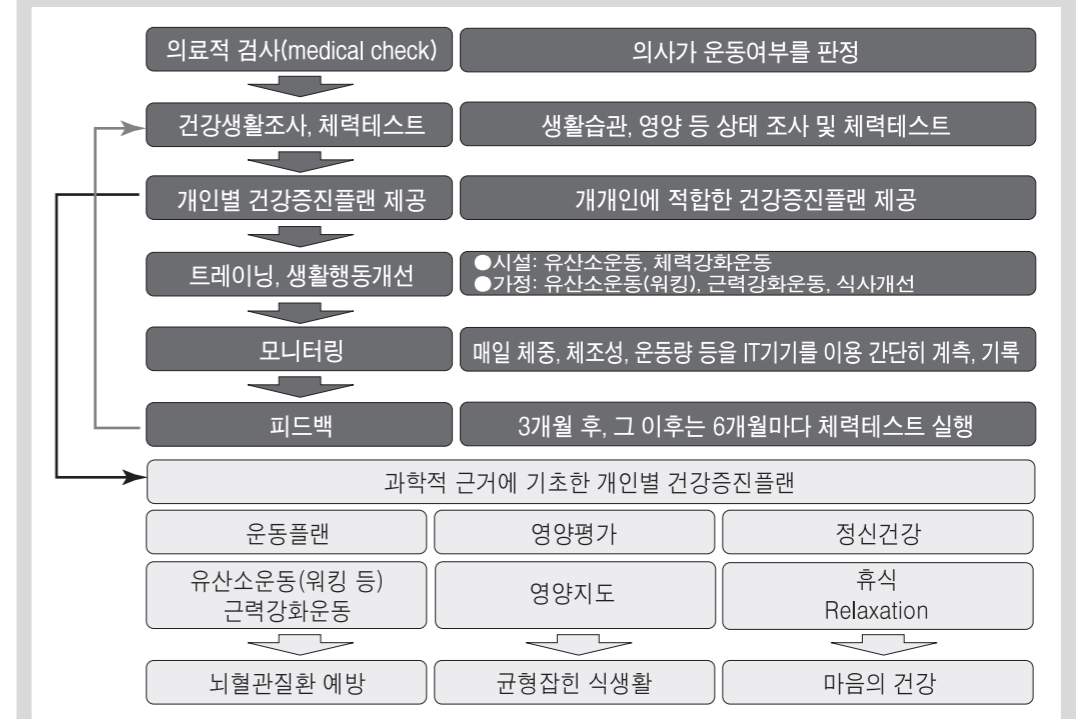 의료적 검사(medical check)
의사가 운동여부를 판정
건강생활조사, 체력테스트
생활습관, 영양 등 상태 조사 및 체력테스트
개인별 건강증진플랜 제공
개개인에 적합한 건강증진플랜 제공
트레이닝, 생활행동개선
●시설: 유산소운동, 체력강화운동
●가정: 유산소운동(워킹), 근력강화운동, 식사개선
모니터링
매일 체중, 체조성, 운동량 등을 IT기기를 이용 간단히 계측, 기록
피드백
3개월 후, 그 이후는 6개월마다 체력테스트 실행
과학적 근거에 기초한 개인별 건강증진플랜
운동플랜
영양평가
정신건강
유산소운동(워킹 등)
근력강화운동
영양지도
휴식
Relaxation
뇌혈관질환 예방
균형잡힌 식생활
마음의 건강